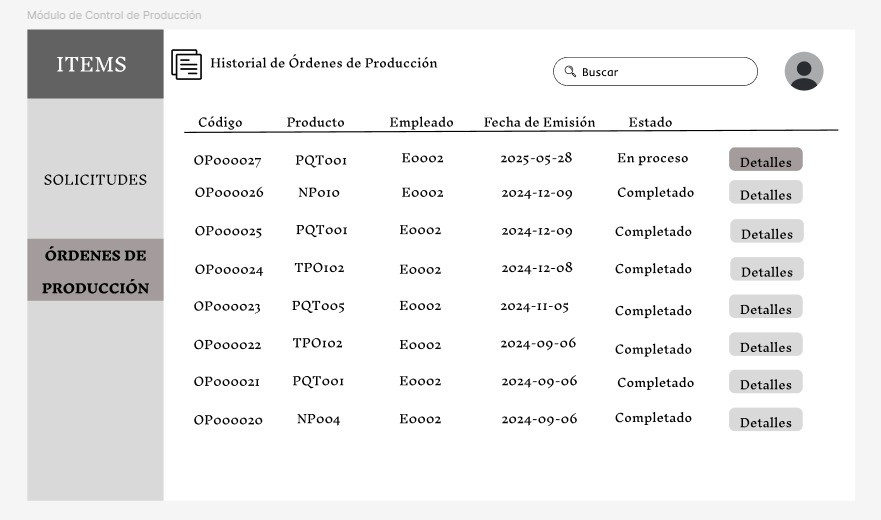 Módulo de Control de Producción
ITEMS
Historial de Órdenes de Producción
Buscar
Código Producto Empleado Fecha de Emisión Estado
OP000027 PQT001 E0002 2025-05-28 En proceso Detalles
SOLICITUDES
OP000026 NP010 E0002 2024-12-09 Completado Detalles
OP000025 PQT001 E0002 2024-12-09 Completado Detalles
ÓRDENES DE
PRODUCCIÓN
OP000024 TPO102 E0002 2024-12-08 Completado Detalles
OP000023 PQT005 E0002 2024-11-05 Completado Detalles
OP000022 TPO102 E0002 2024-09-06 Completado Detalles
OP000021 PQT001 E0002 2024-09-06 Completado Detalles
OP000020 NP004 E0002 2024-09-06 Completado Detalles